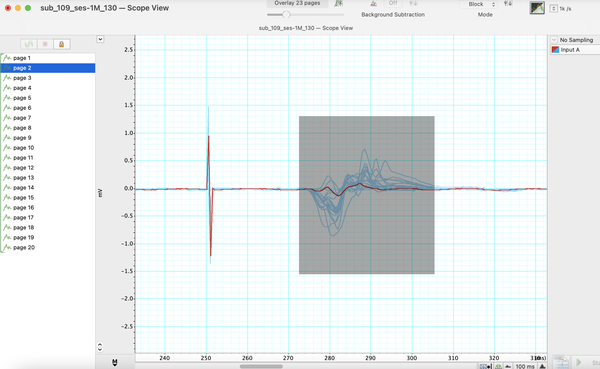 sub_109_ses-1M_130 — Scope View
Overlay 23 pages
Off
Background Subtraction
Block
Mode
1k /s
sub_109_ses-1M_130 — Scope View
No Sampling
Input A
page 1
page 2
page 3
page 4
page 5
page 6
page 7
page 8
page 9
page 10
page 11
page 12
page 13
page 14
page 15
page 16
page 17
page 18
page 19
page 20
2.5
2.0
1.5
1.0
0.5
0.0
-0.5
-1.0
-1.5
-2.0
-2.5
mV
240
250
260
270
280
290
300
310
320
100 ms